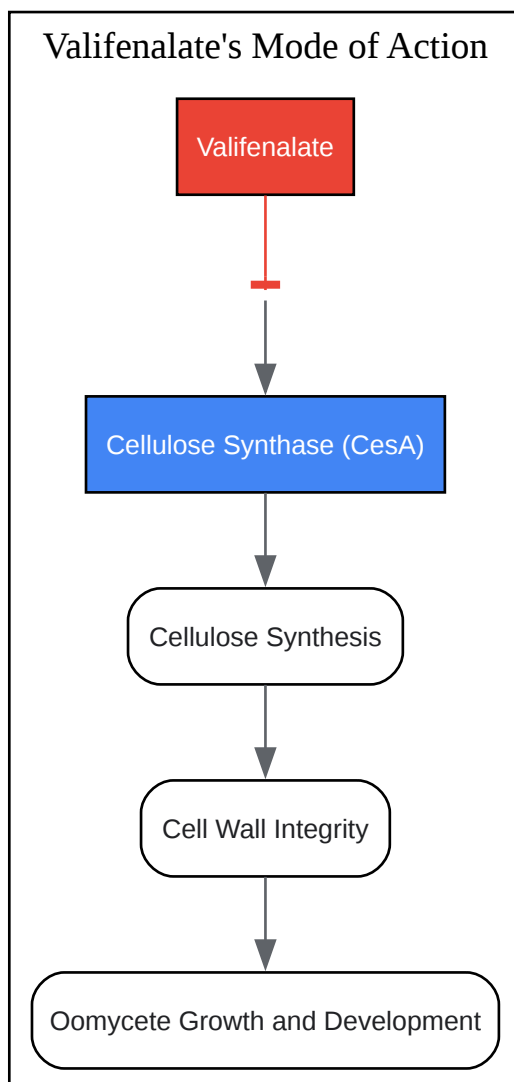 Valifenalate's Mode of Action
Valifenalate
Cellulose Synthase (CesA)
Cellulose Synthesis
Cell Wall Integrity
Oomycete Growth and Development